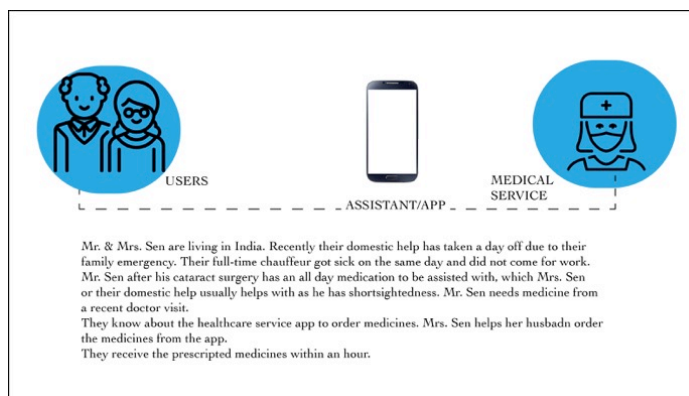 USERS
MEDICAL
SERVICE
ASSISTANT/APP
Mr. & Mrs. Sen are living in India. Recently their domestic help has taken a day off due to their
family emergency. Their full-time chauffeur got sick on the same day and did not come for work.
Mr. Sen after his cataract surgery has an all day medication to be assisted with, which Mrs. Sen
or their domestic help usually helps with as he has shortsightedness. Mr. Sen needs medicine from
a recent doctor visit.
They know about the healthcare service app to order medicines. Mrs. Sen helps her husbadn order
the medicines from the app.
They receive the prescripted medicines within an hour.